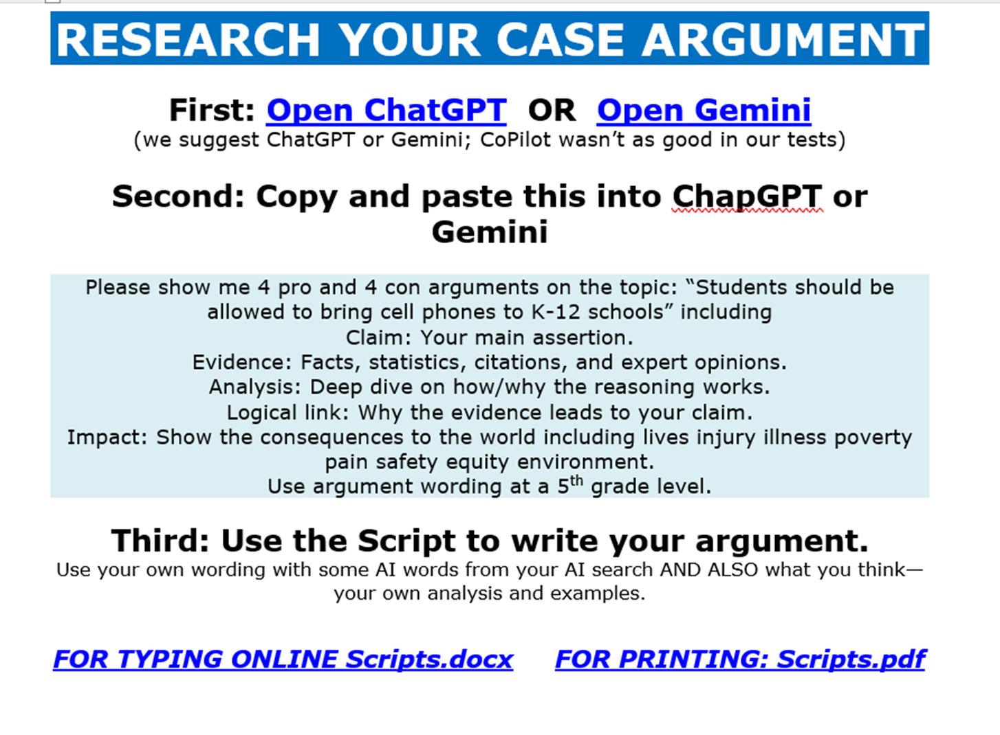 RESEARCH YOUR CASE ARGUMENT
First: Open ChatGPT OR Open Gemini
(we suggest ChatGPT or Gemini; CoPilot wasn’t as good in our tests)
Second: Copy and paste this into ChapGPT or
Gemini
Please show me 4 pro and 4 con arguments on the topic: “Students should be
allowed to bring cell phones to K-12 schools” including
Claim: Your main assertion.
Evidence: Facts, statistics, citations, and expert opinions.
Analysis: Deep dive on how/why the reasoning works.
Logical link: Why the evidence leads to your claim.
Impact: Show the consequences to the world including lives injury illness poverty
pain safety equity environment.
Use argument wording at a 5th grade level.
Third: Use the Script to write your argument.
Use your own wording with some AI words from your AI search AND ALSO what you think—
your own analysis and examples.
FOR TYPING ONLINE Scripts.docx FOR PRINTING: Scripts.pdf